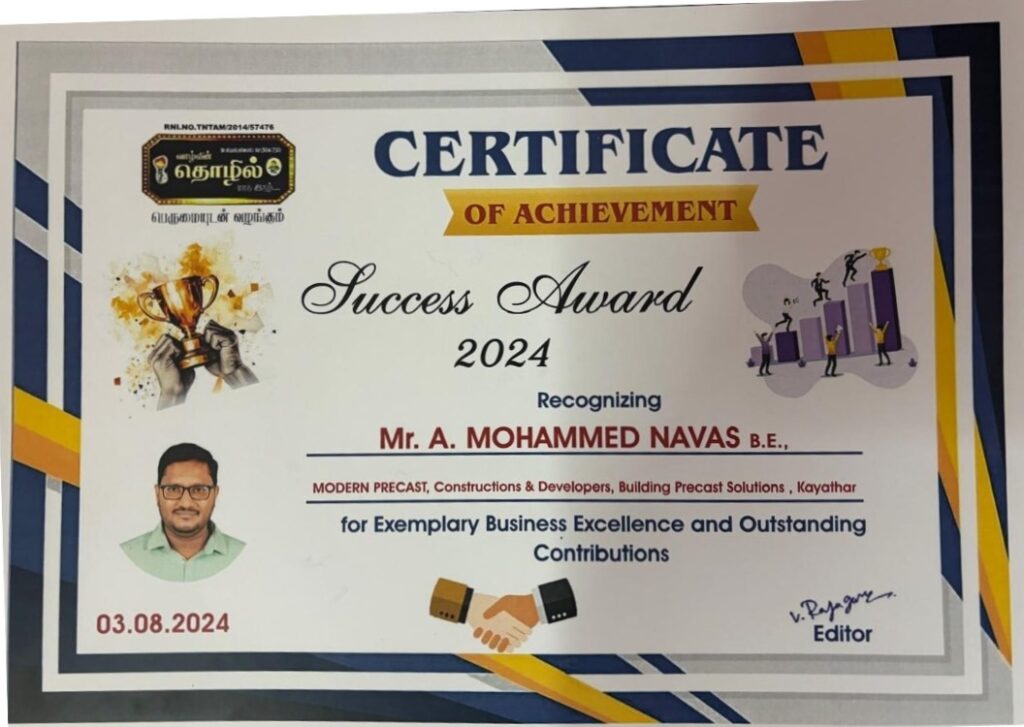 RNI.NO.TNTAM/2014/57476
தொழில்
பெருமையுடன் வழங்கும்
CERTIFICATE
OF ACHIEVEMENT
Success Award
2024
Recognizing
Mr. A. MOHAMMED NAVAS B.E.,
MODERN PRECAST, Constructions & Developers, Building Precast Solutions , Kayathar
for Exemplary Business Excellence and Outstanding
Contributions
03.08.2024
Editor